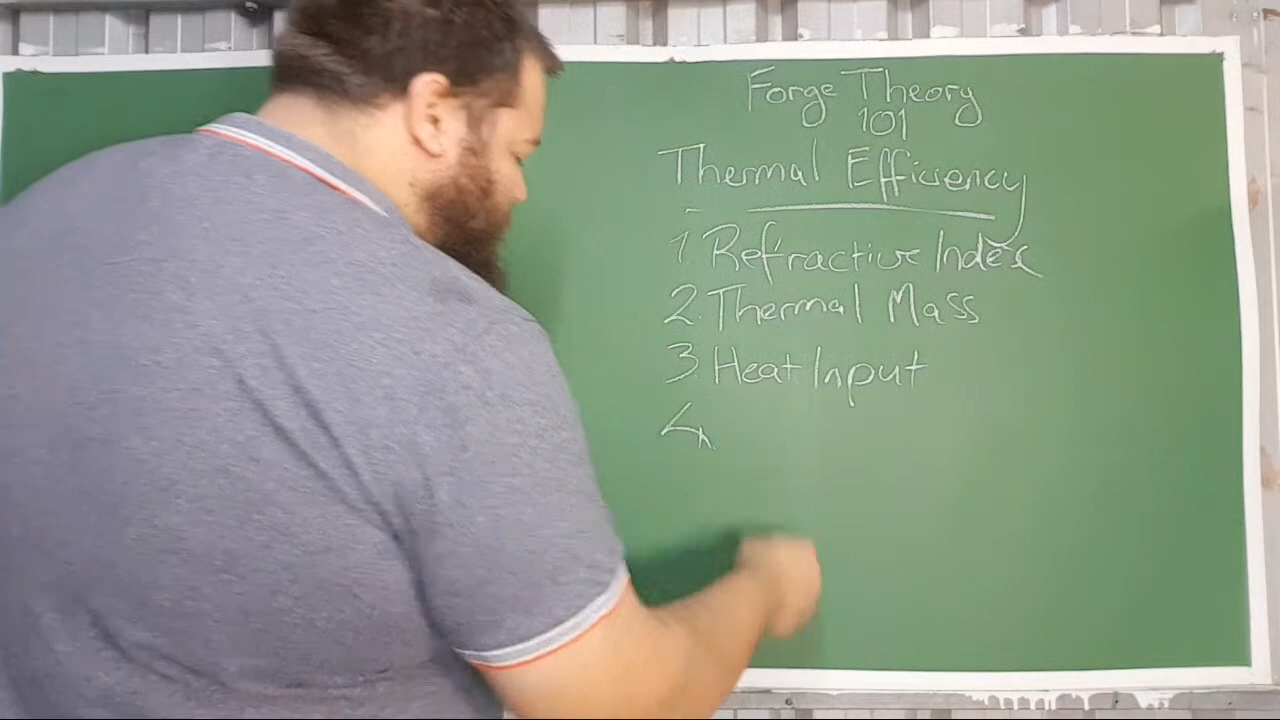 Forge Theory
101
Thermal Efficiency
1. Refractive Index
2. Thermal Mass
3. Heat Input
4.